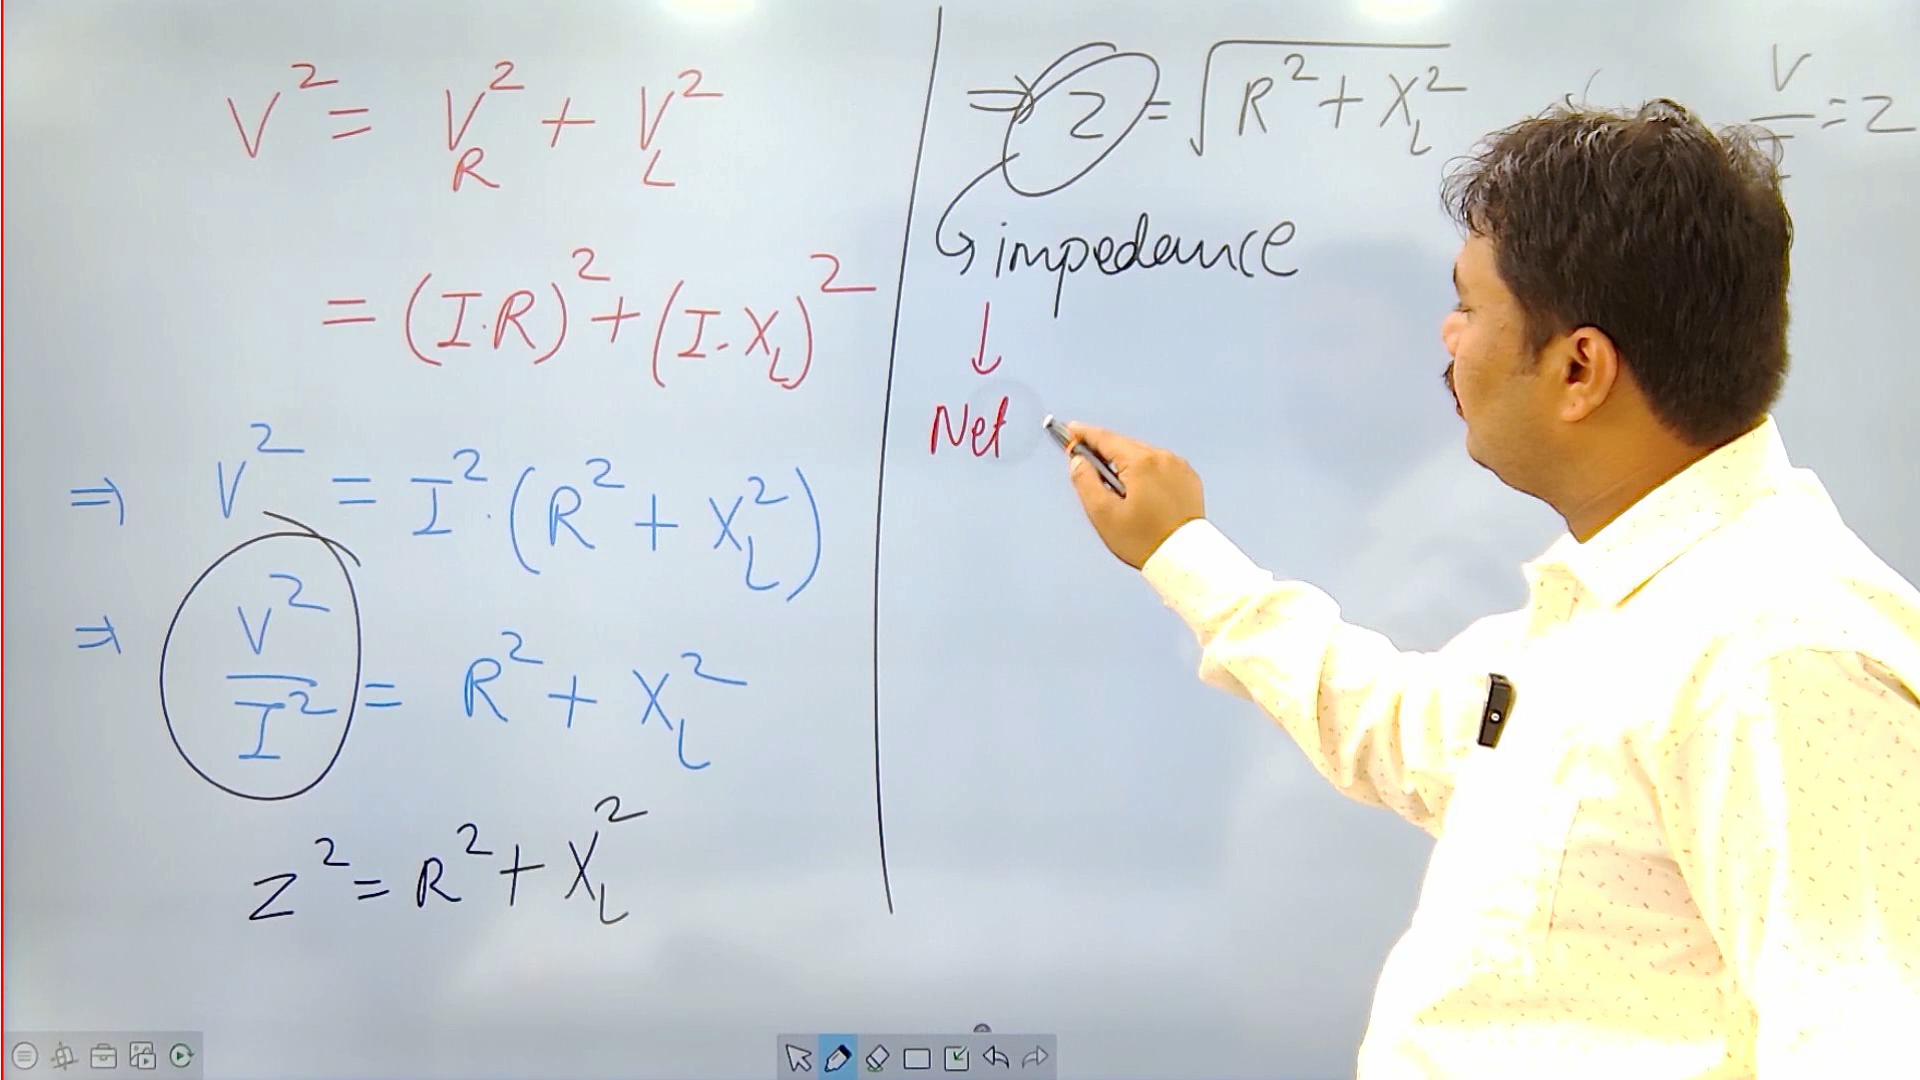 V² = V_R² + V_L²
= (I.R)² + (I.X_L)²
⇒ V² = I².(R² + X_L²)
⇒ V²/I² = R² + X_L²
Z² = R² + X_L²
⇒ Z = √R² + X_L²
V/I = Z
↳ impedance
↓
Net